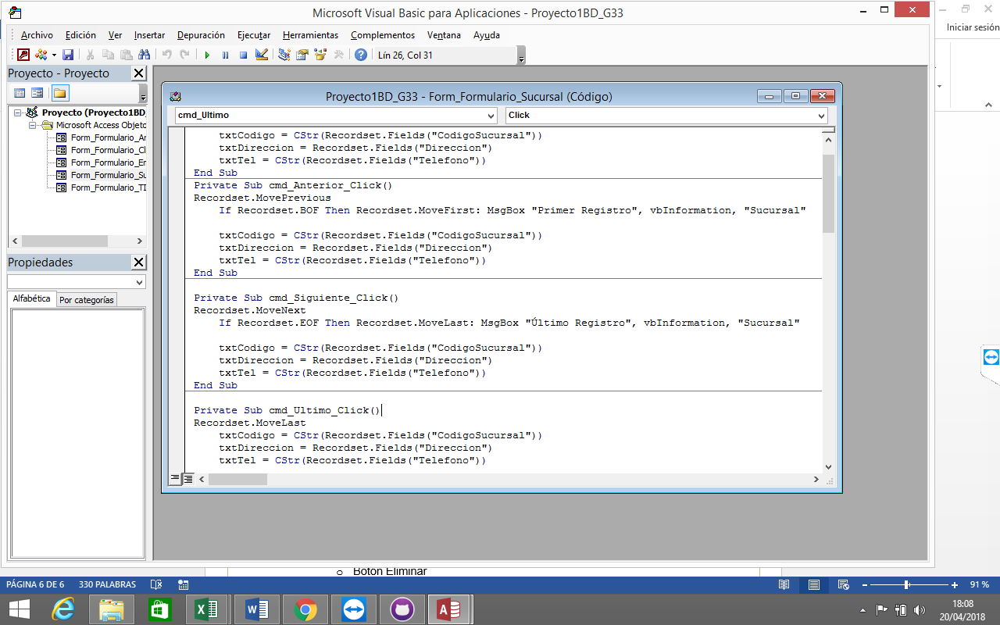 Microsoft Visual Basic para Aplicaciones - Proyecto1BD_G33
Iniciar sesión
Archivo Edición Ver Insertar Depuración Ejecutar Herramientas Complementos Ventana Ayuda
Lín 26, Col 31
Proyecto - Proyecto
Proyecto (Proyecto1BD_
Microsoft Access Objeto
Form_Formulario_Ar
Form_Formulario_Cl
Form_Formulario_Em
Form_Formulario_Su
Form_Formulario_TI
Propiedades
Alfabética Por categorías
Proyecto1BD_G33 - Form_Formulario_Sucursal (Código)
cmd_Ultimo Click
txtCodigo = CStr(Recordset.Fields("CodigoSucursal"))
txtDireccion = Recordset.Fields("Direccion")
txtTel = CStr(Recordset.Fields("Telefono"))
End Sub
Private Sub cmd_Anterior_Click()
Recordset.MovePrevious
If Recordset.BOF Then Recordset.MoveFirst: MsgBox "Primer Registro", vbInformation, "Sucursal"
txtCodigo = CStr(Recordset.Fields("CodigoSucursal"))
txtDireccion = Recordset.Fields("Direccion")
txtTel = CStr(Recordset.Fields("Telefono"))
End Sub
Private Sub cmd_Siguiente_Click()
Recordset.MoveNext
If Recordset.EOF Then Recordset.MoveLast: MsgBox "Último Registro", vbInformation, "Sucursal"
txtCodigo = CStr(Recordset.Fields("CodigoSucursal"))
txtDireccion = Recordset.Fields("Direccion")
txtTel = CStr(Recordset.Fields("Telefono"))
End Sub
Private Sub cmd_Ultimo_Click()
Recordset.MoveLast
txtCodigo = CStr(Recordset.Fields("CodigoSucursal"))
txtDireccion = Recordset.Fields("Direccion")
txtTel = CStr(Recordset.Fields("Telefono"))
o Botón Eliminar
PÁGINA 6 DE 6 330 PALABRAS 91 %
18:08
20/04/2018